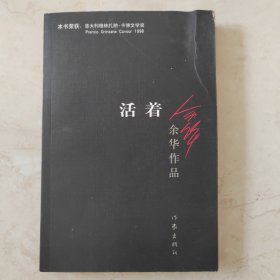 本书荣获：意大利格林扎纳·卡佛文学奖
Premio Grinzane Cavour 1998
活着
余华
余华作品
作家出版社